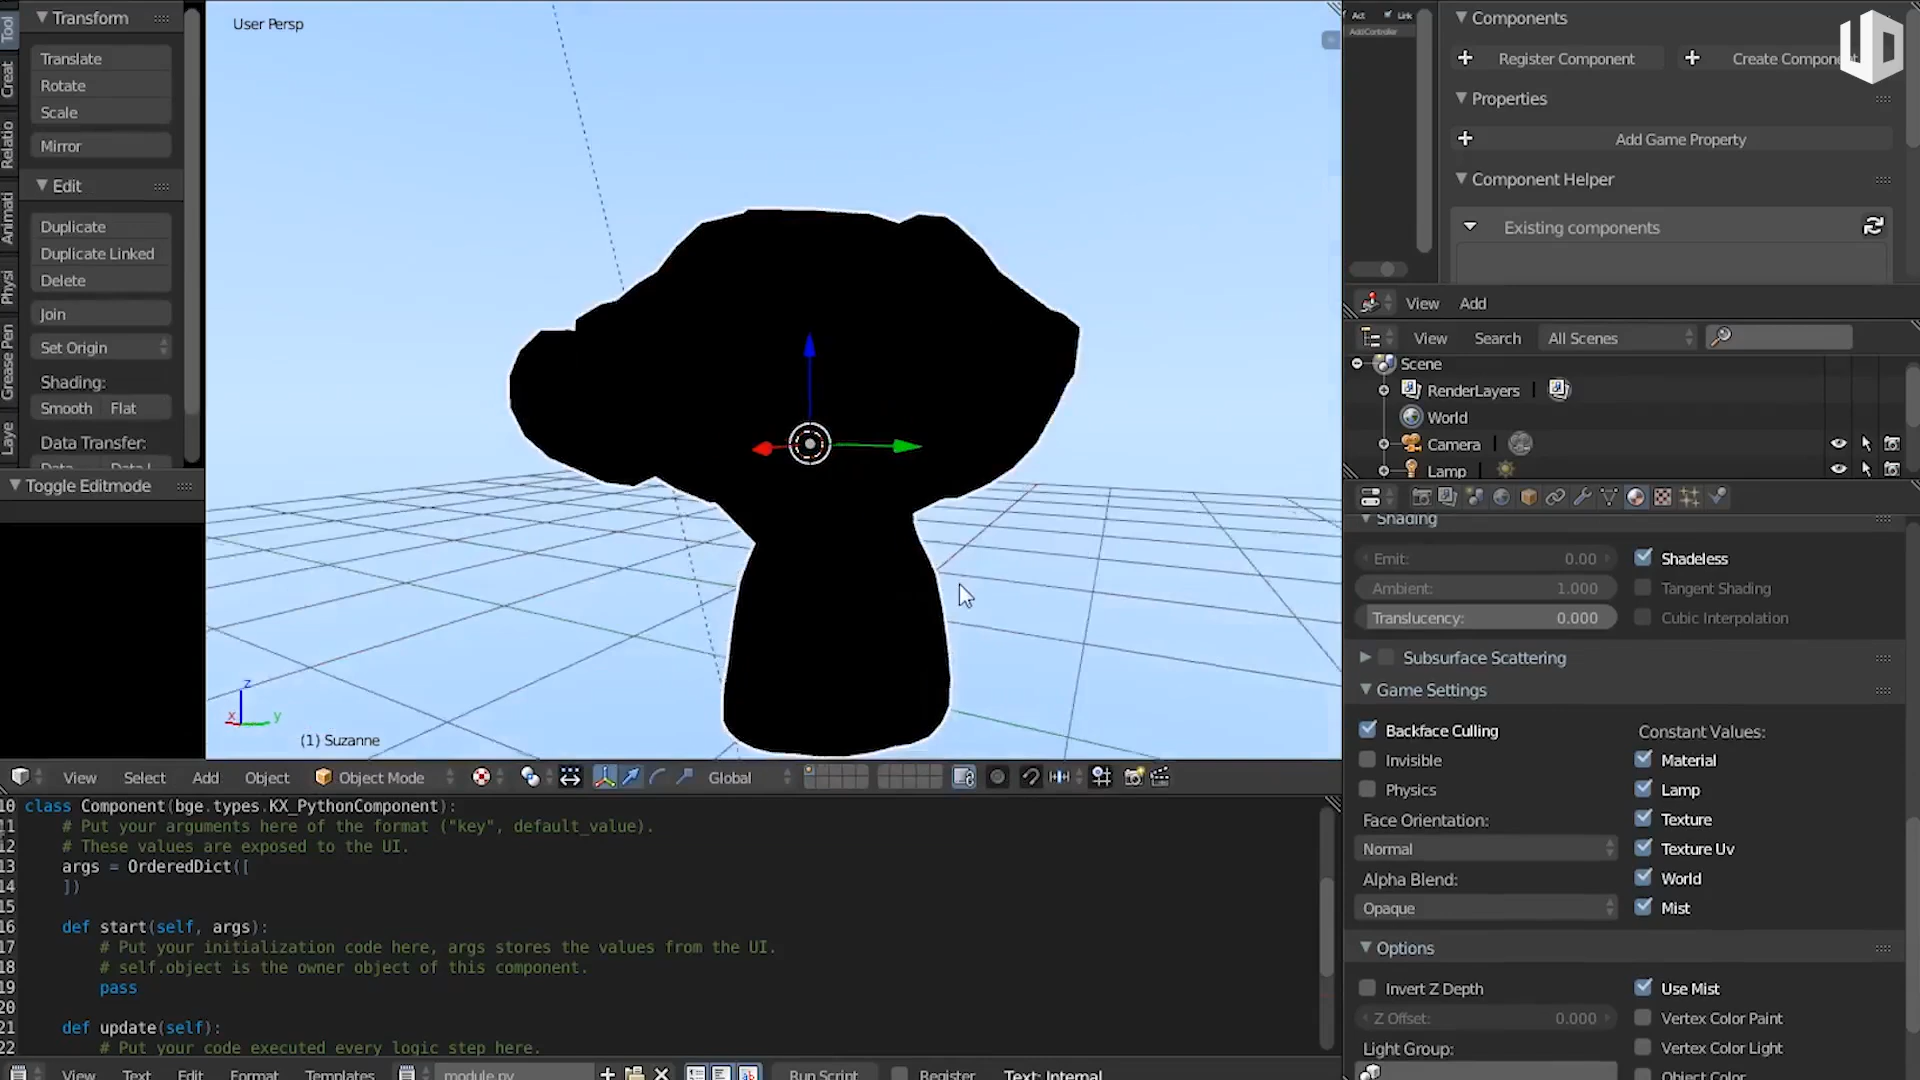 Transform
Translate
Rotate
Scale
Mirror
Edit
Duplicate
Duplicate Linked
Delete
Join
Set Origin
Shading:
Smooth Flat
Data Transfer:
Toggle Editmode
Tool
Creat
Relatio
Animati
Physi
Grease Pen
Laye
User Persp
z
x y
(1) Suzanne
View Select Add Object Object Mode Global
10 class Component(bge.types.KX_PythonComponent):
11 # Put your arguments here of the format ("key", default_value).
12 # These values are exposed to the UI.
13 args = OrderedDict([
14 ])
15
16 def start(self, args):
17 # Put your initialization code here, args stores the values from the UI.
18 # self.object is the owner object of this component.
19 pass
20
21 def update(self):
22 # Put your code executed every logic step here.
View Text Edit Format Templates module.py Run Script Register Text: Internal
Act Link
Components
Register Component Create Compon
Properties
Add Game Property
Component Helper
Existing components
View Add
View Search All Scenes
Scene
RenderLayers
World
Camera
Lamp
Shading
Emit: 0.00 Shadeless
Ambient: 1.000 Tangent Shading
Translucency: 0.000 Cubic Interpolation
Subsurface Scattering
Game Settings
Backface Culling Constant Values:
Invisible Material
Physics Lamp
Face Orientation: Texture
Normal Texture Uv
Alpha Blend: World
Opaque Mist
Options
Invert Z Depth Use Mist
Z Offset: 0.000 Vertex Color Paint
Light Group: Vertex Color Light
Object Color